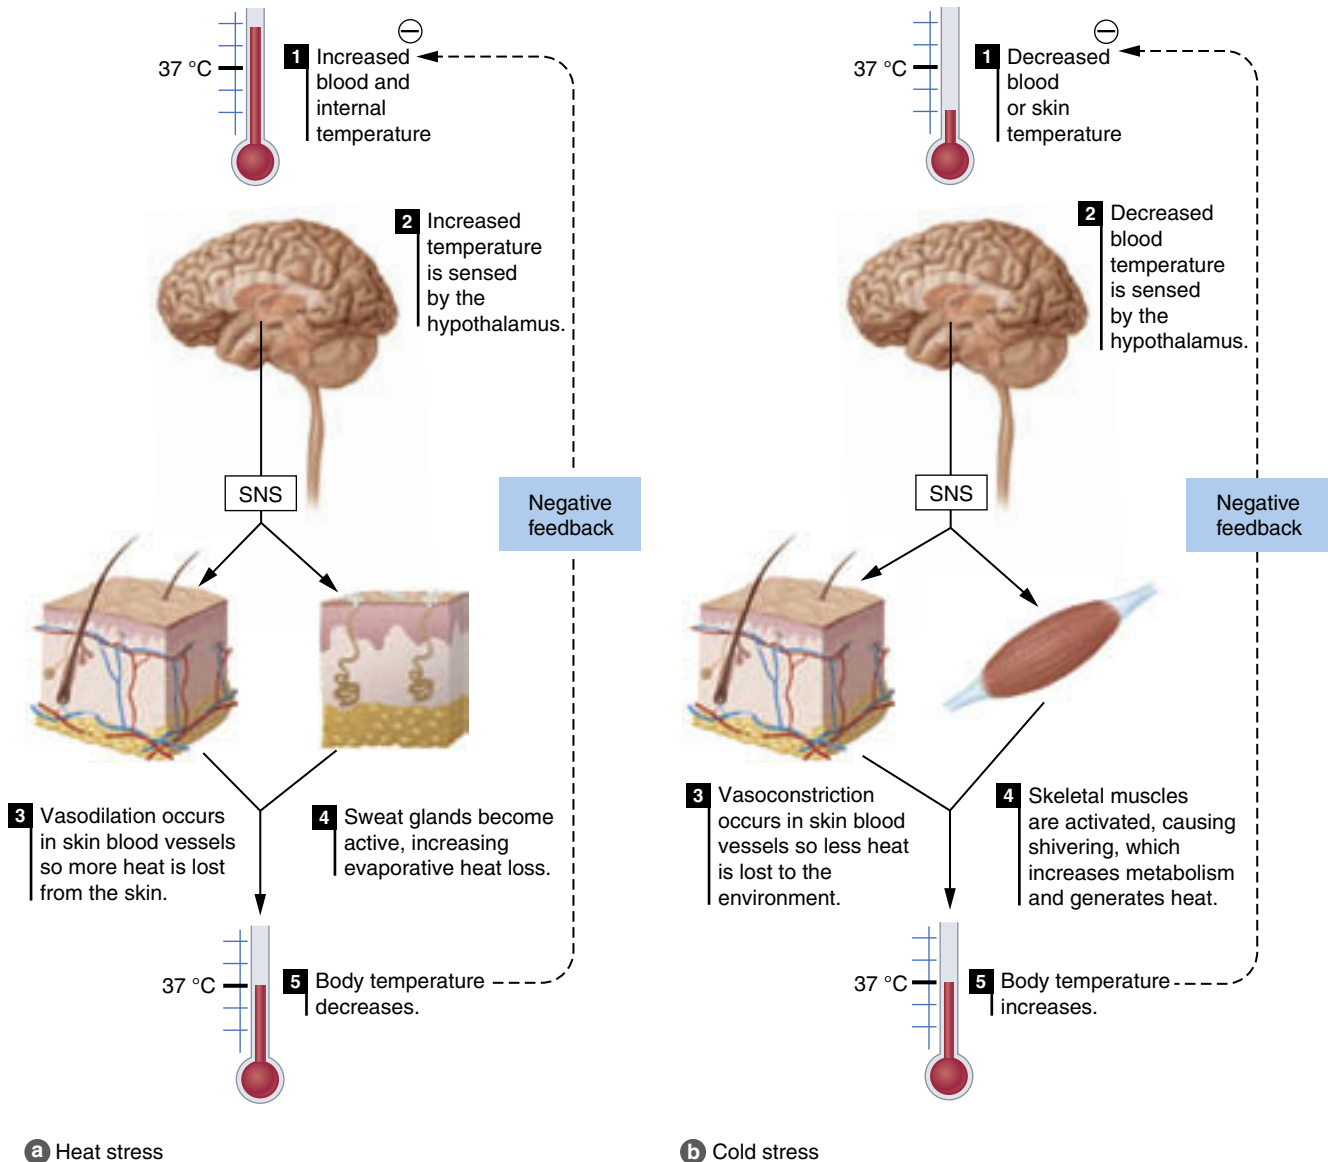 37 °C
1 Increased
blood and
internal
temperature
2 Increased
temperature
is sensed
by the
hypothalamus.
SNS
Negative
feedback
3 Vasodilation occurs
in skin blood vessels
so more heat is lost
from the skin.
4 Sweat glands become
active, increasing
evaporative heat loss.
37 °C
5 Body temperature
decreases.
a Heat stress
37 °C
1 Decreased
blood
or skin
temperature
2 Decreased
blood
temperature
is sensed
by the
hypothalamus.
SNS
Negative
feedback
3 Vasoconstriction
occurs in skin blood
vessels so less heat
is lost to the
environment.
4 Skeletal muscles
are activated, causing
shivering, which
increases metabolism
and generates heat.
37 °C
5 Body temperature
increases.
b Cold stress